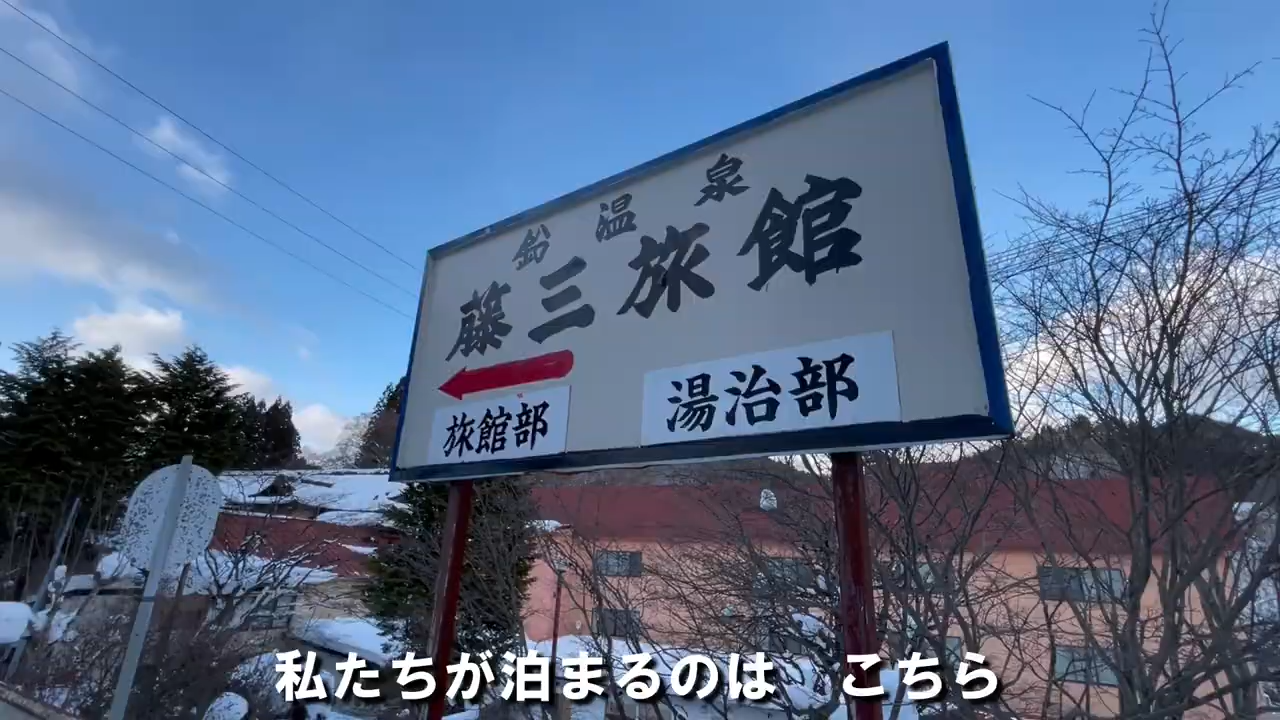 鉛温泉
藤三旅館
旅館部
湯治部
私たちが泊まるのは　こちら